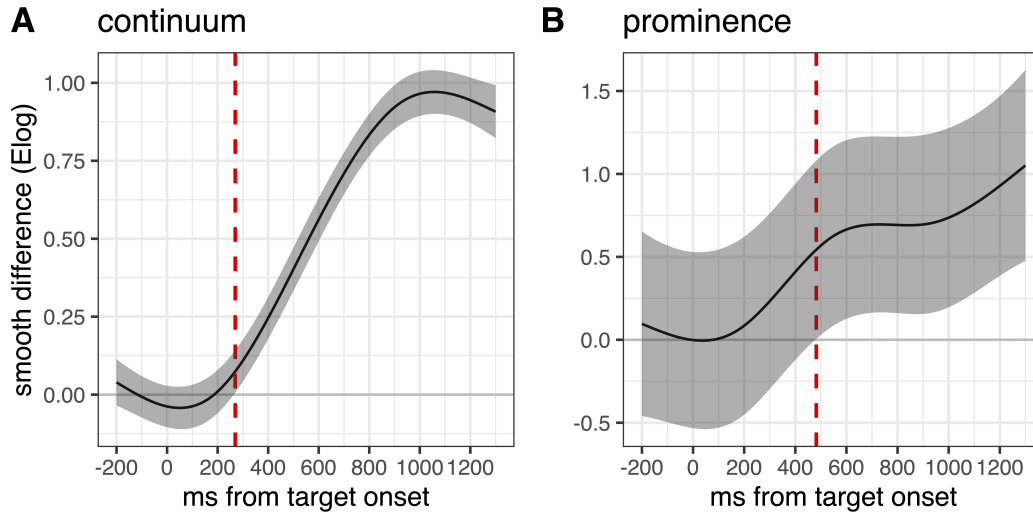 A continuum
smooth difference (Elog)
1.00
0.75
0.50
0.25
0.00
-200 0 200 400 600 800 1000 1200
ms from target onset
B prominence
1.5
1.0
0.5
0.0
-0.5
-200 0 200 400 600 800 1000 1200
ms from target onset